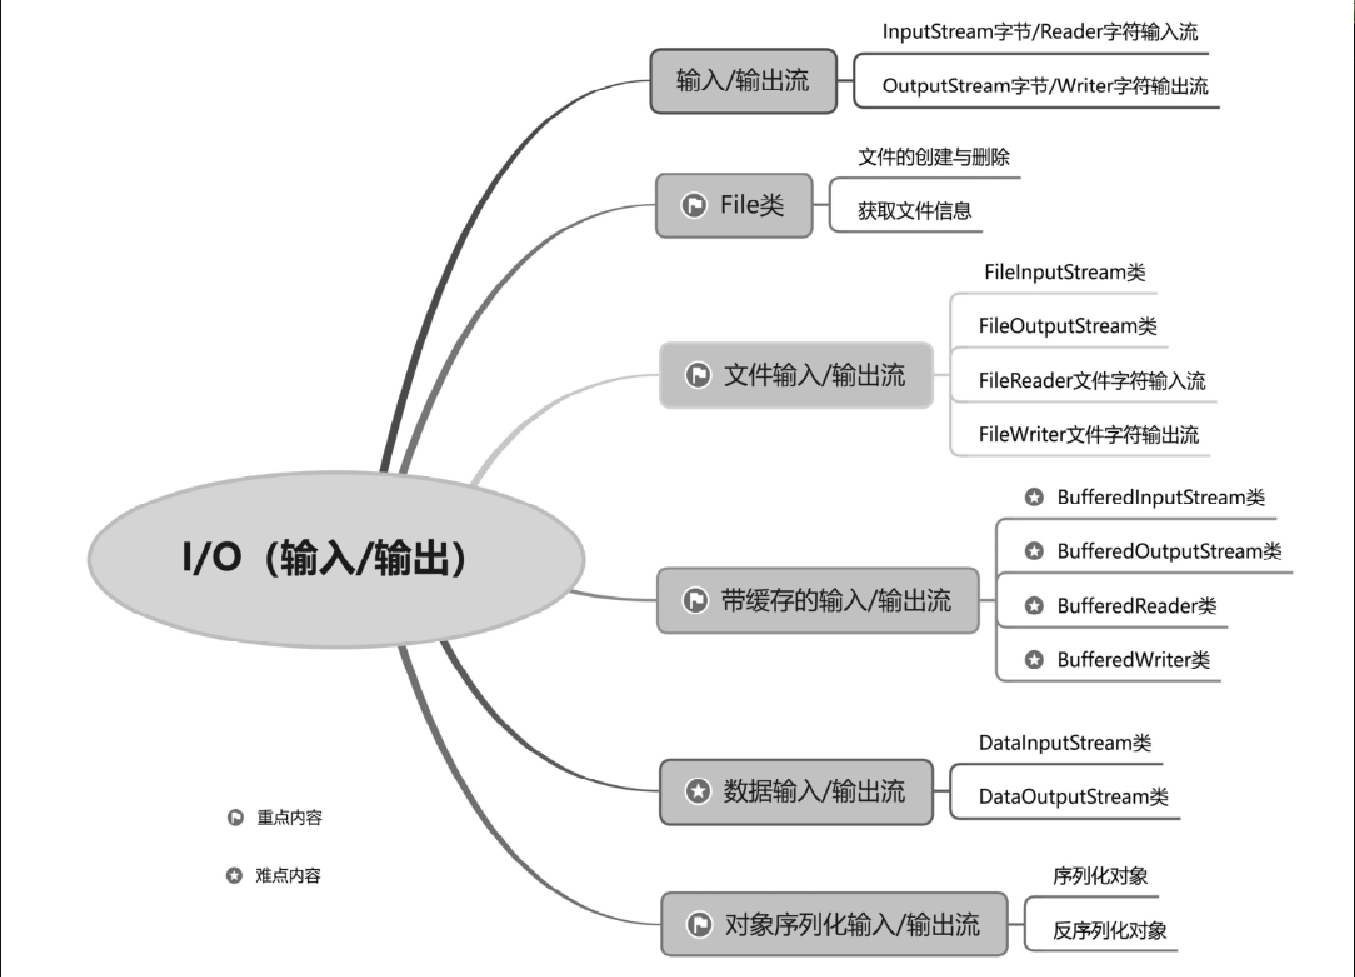 I/O（输入/输出）
输入/输出流
InputStream字节/Reader字符输入流
OutputStream字节/Writer字符输出流
File类
文件的创建与删除
获取文件信息
文件输入/输出流
FileInputStream类
FileOutputStream类
FileReader文件字符输入流
FileWriter文件字符输出流
带缓存的输入/输出流
BufferedInputStream类
BufferedOutputStream类
BufferedReader类
BufferedWriter类
数据输入/输出流
DataInputStream类
DataOutputStream类
对象序列化输入/输出流
序列化对象
反序列化对象
重点内容
难点内容